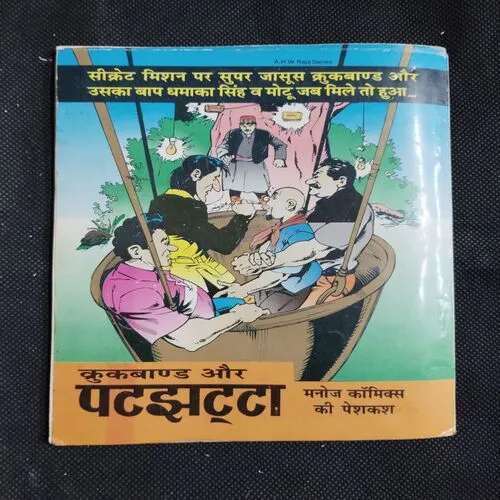 A.H.W. Raja Series
सीक्रेट मिशन पर सुपर जासूस क्रुकबाण्ड और
उसका बाप धमाका सिंह व मोटू जब मिले तो हुआ...
क्रुकबाण्ड और
पटझट्टा
मनोज कॉमिक्स
की पेशकश